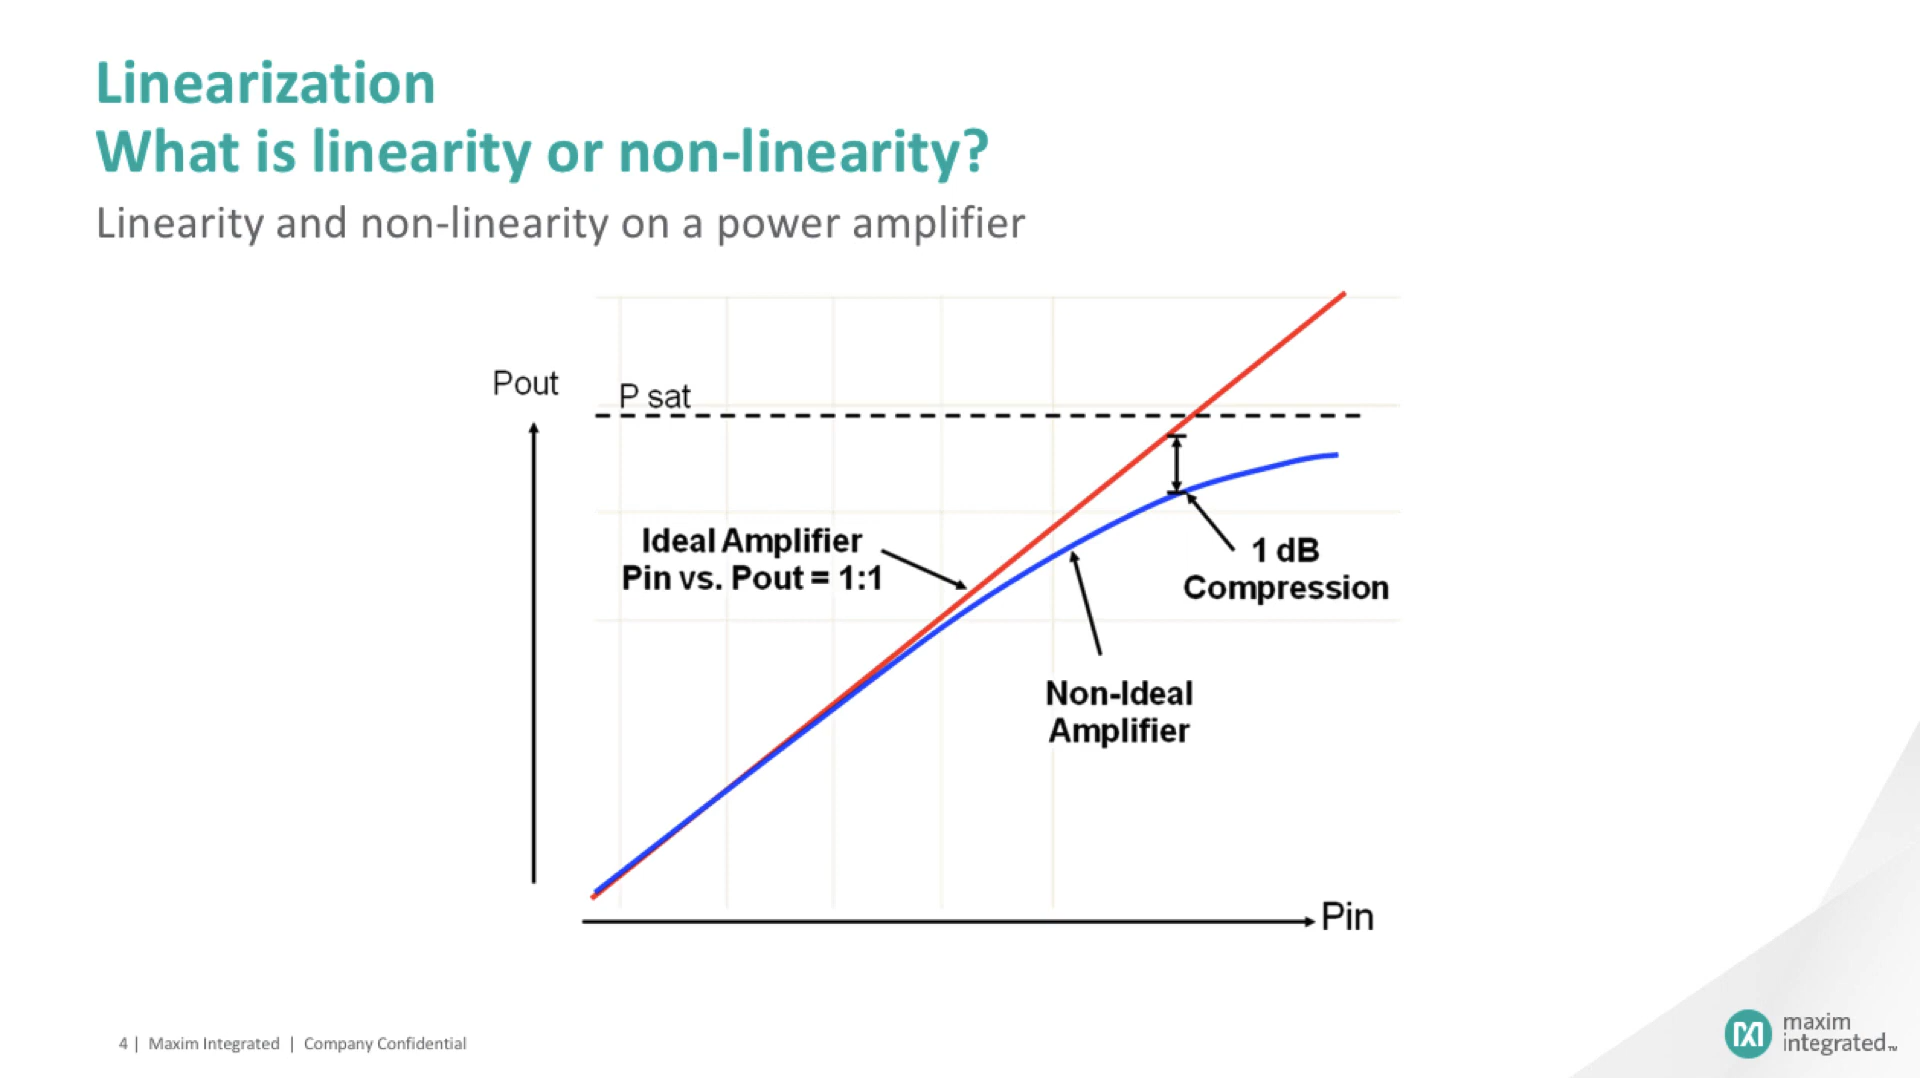 Linearization
What is linearity or non-linearity?
Linearity and non-linearity on a power amplifier
Pout
P sat
Ideal Amplifier
Pin vs. Pout = 1:1
1 dB
Compression
Non-Ideal
Amplifier
Pin
4 | Maxim Integrated | Company Confidential
maxim
integrated™